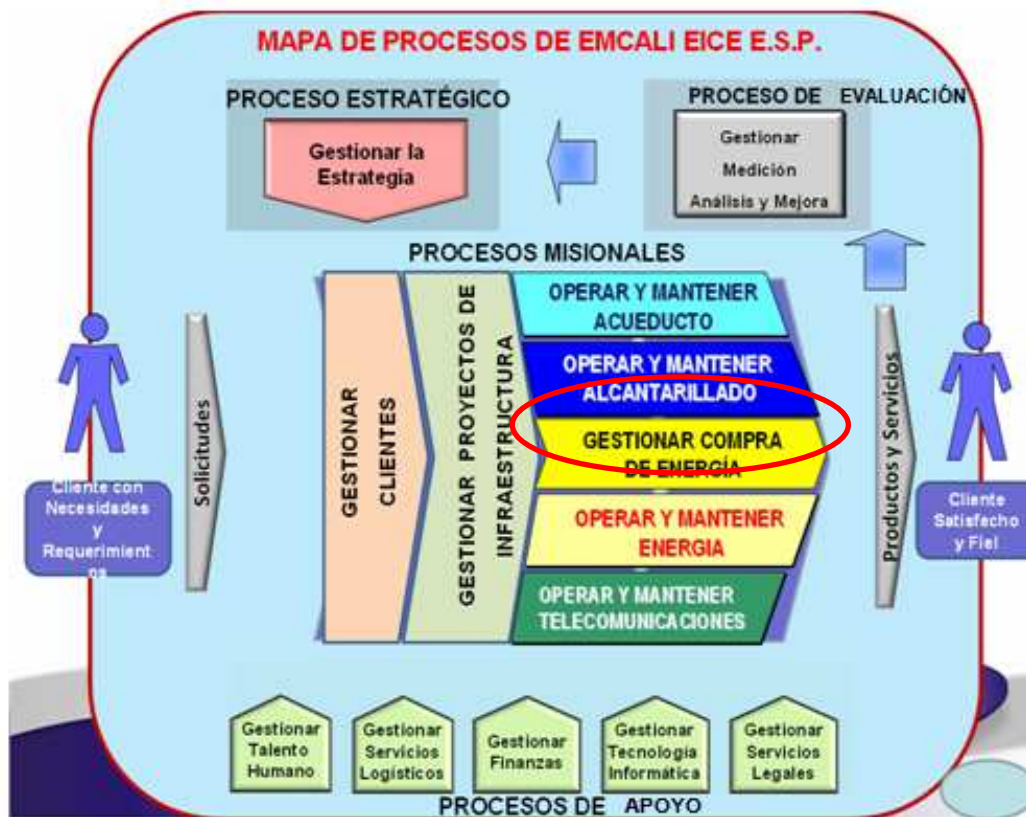 MAPA DE PROCESOS DE EMCALI EICE E.S.P.
PROCESO ESTRATÉGICO
Gestionar la
Estrategia
PROCESO DE EVALUACIÓN
Gestionar
Medición
Análisis y Mejora
PROCESOS MISIONALES
Cliente con
Necesidades
y
Requerimient
os
Solicitudes
GESTIONAR
CLIENTES
GESTIONAR PROYECTOS DE
INFRAESTRUCTURA
OPERAR Y MANTENER
ACUEDUCTO
OPERAR Y MANTENER
ALCANTARILLADO
GESTIONAR COMPRA
DE ENERGÍA
OPERAR Y MANTENER
ENERGIA
OPERAR Y MANTENER
TELECOMUNICACIONES
Productos y Servicios
Cliente
Satisfecho
y Fiel
Gestionar
Talento
Humano
Gestionar
Servicios
Logísticos
Gestionar
Finanzas
Gestionar
Tecnología
Informática
Gestionar
Servicios
Legales
PROCESOS DE APOYO